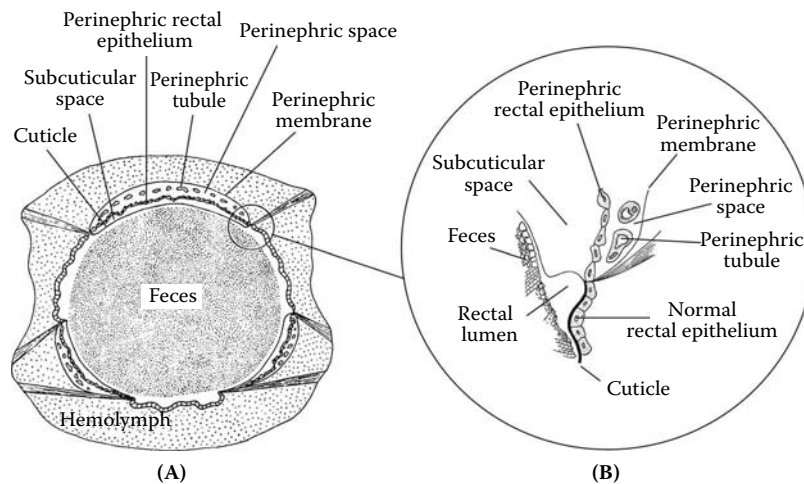 Perinephric rectal
epithelium
Perinephric space
Subcuticular
space
Perinephric
tubule
Perinephric
membrane
Cuticle
Feces
Hemolymph
(A)
Perinephric
rectal epithelium
Perinephric
membrane
Subcuticular
space
Perinephric
space
Feces
Perinephric
tubule
Rectal
lumen
Normal
rectal epithelium
Cuticle
(B)